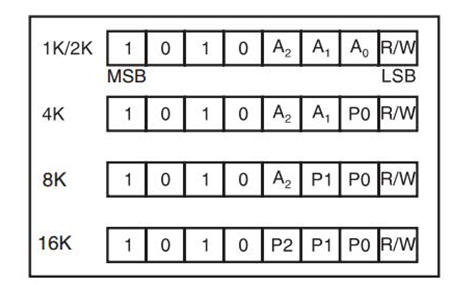 1K/2K 1 0 1 0 A₂ A₁ A₀ R/W
MSB LSB
4K 1 0 1 0 A₂ A₁ P0 R/W
8K 1 0 1 0 A₂ P1 P0 R/W
16K 1 0 1 0 P2 P1 P0 R/W